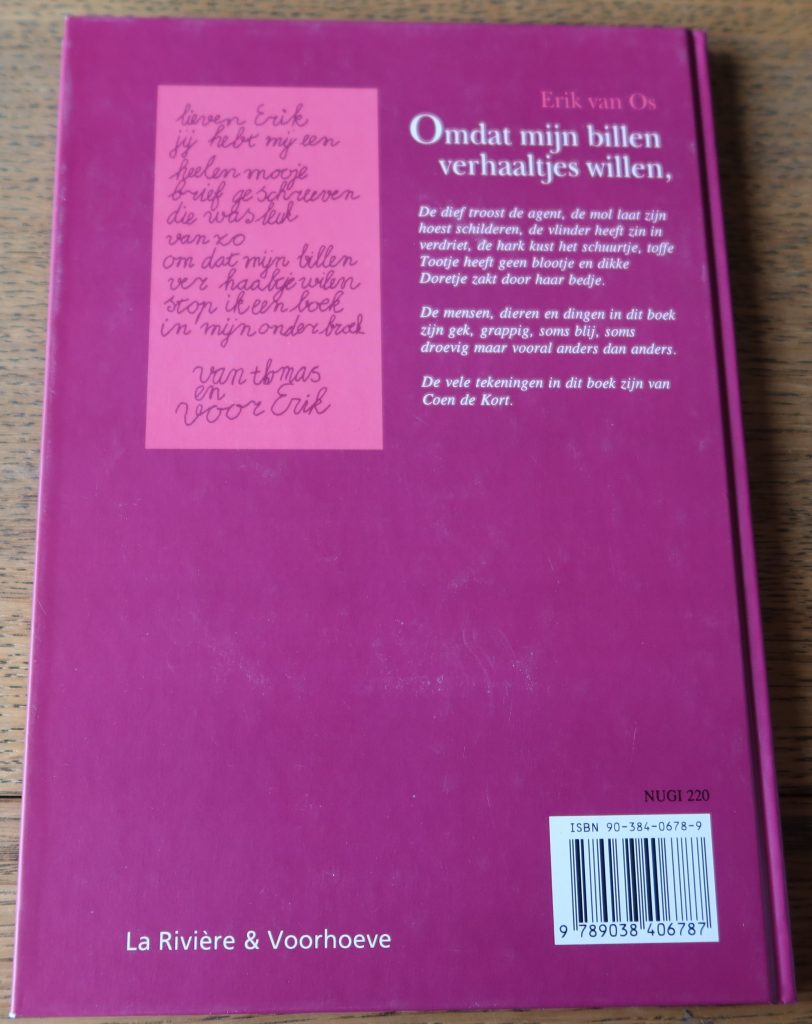 lieven Erik
jij hebt mij een
heelen mooje
brief geschreeven
die was leuk
van zo
om dat mijn billen
ver haaltje wilen
stop ik een boek
in mijn onder broek
van thomas
en
voor Erik
Erik van Os
Omdat mijn billen
verhaaltjes willen,
De dief troost de agent, de mol laat zijn
hoest schilderen, de vlinder heeft zin in
verdriet, de hark kust het schuurtje, toffe
Tootje heeft geen blootje en dikke
Doretje zakt door haar bedje.
De mensen, dieren en dingen in dit boek
zijn gek, grappig, soms blij, soms
droevig maar vooral anders dan anders.
De vele tekeningen in dit boek zijn van
Coen de Kort.
NUGI 220
ISBN 90-384-0678-9
9 789038 406787
La Rivière & Voorhoeve